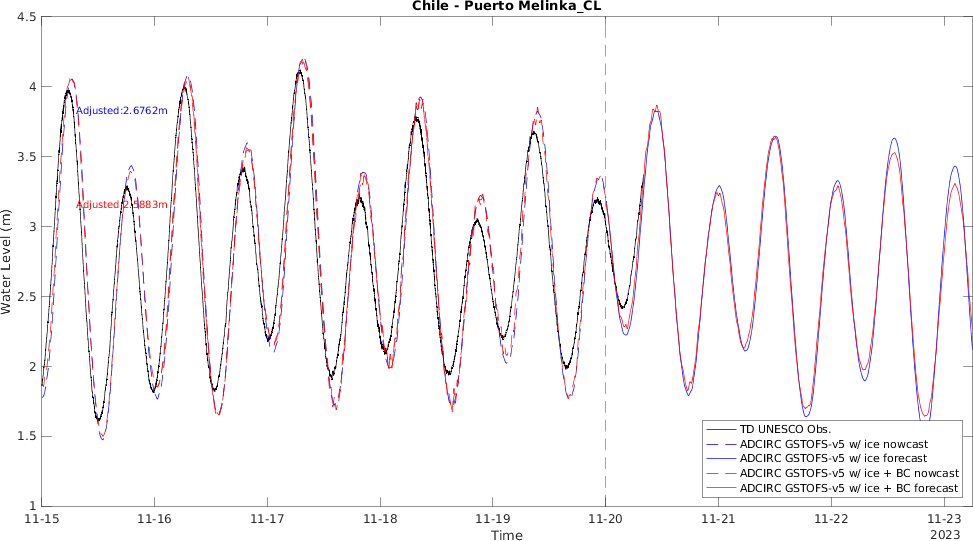 Chile - Puerto Melinka_CL
4.5
4
3.5
3
2.5
2
1.5
1
Water Level (m)
Adjusted:2.6762m
Adjusted:2.5883m
TD UNESCO Obs.
ADCIRC GSTOFS-v5 w/ ice nowcast
ADCIRC GSTOFS-v5 w/ ice forecast
ADCIRC GSTOFS-v5 w/ ice + BC nowcast
ADCIRC GSTOFS-v5 w/ ice + BC forecast
11-15 11-16 11-17 11-18 11-19 11-20 11-21 11-22 11-23
Time
2023